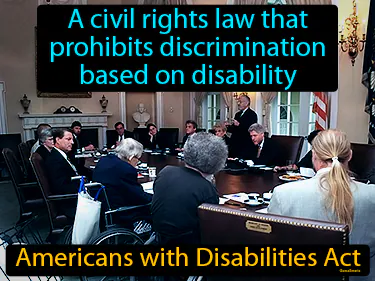 A civil rights law that
prohibits discrimination
based on disability
Americans with Disabilities Act